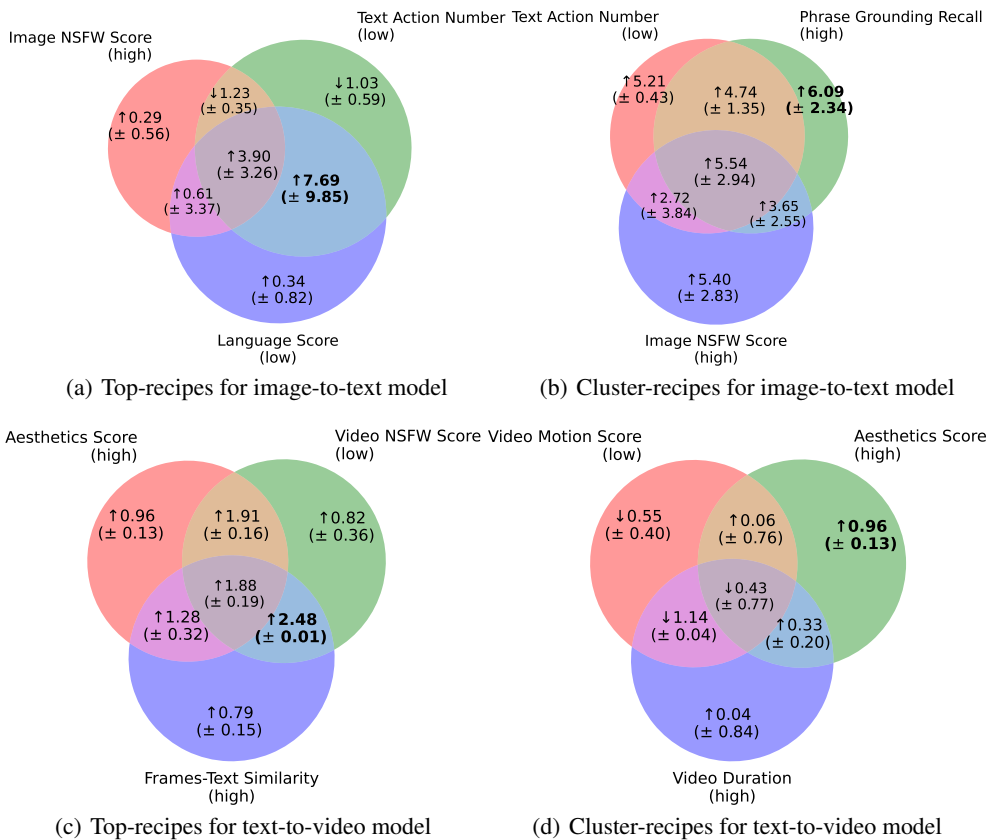 Image NSFW Score
(high)
Text Action Number
(low)
↑0.29
(± 0.56)
↓1.23
(± 0.35)
↓1.03
(± 0.59)
↑3.90
(± 3.26)
↑0.61
(± 3.37)
↑7.69
(± 9.85)
↑0.34
(± 0.82)
Language Score
(low)
(a) Top-recipes for image-to-text model
Text Action Number
(low)
Phrase Grounding Recall
(high)
↑5.21
(± 0.43)
↑4.74
(± 1.35)
↑6.09
(± 2.34)
↑5.54
(± 2.94)
↑2.72
(± 3.84)
↑3.65
(± 2.55)
↑5.40
(± 2.83)
Image NSFW Score
(high)
(b) Cluster-recipes for image-to-text model
Aesthetics Score
(high)
Video NSFW Score
(low)
↑0.96
(± 0.13)
↑1.91
(± 0.16)
↑0.82
(± 0.36)
↑1.88
(± 0.19)
↑1.28
(± 0.32)
↑2.48
(± 0.01)
↑0.79
(± 0.15)
Frames-Text Similarity
(high)
(c) Top-recipes for text-to-video model
Video Motion Score
(low)
Aesthetics Score
(high)
↓0.55
(± 0.40)
↑0.06
(± 0.76)
↑0.96
(± 0.13)
↓0.43
(± 0.77)
↓1.14
(± 0.04)
↑0.33
(± 0.20)
↑0.04
(± 0.84)
Video Duration
(high)
(d) Cluster-recipes for text-to-video model